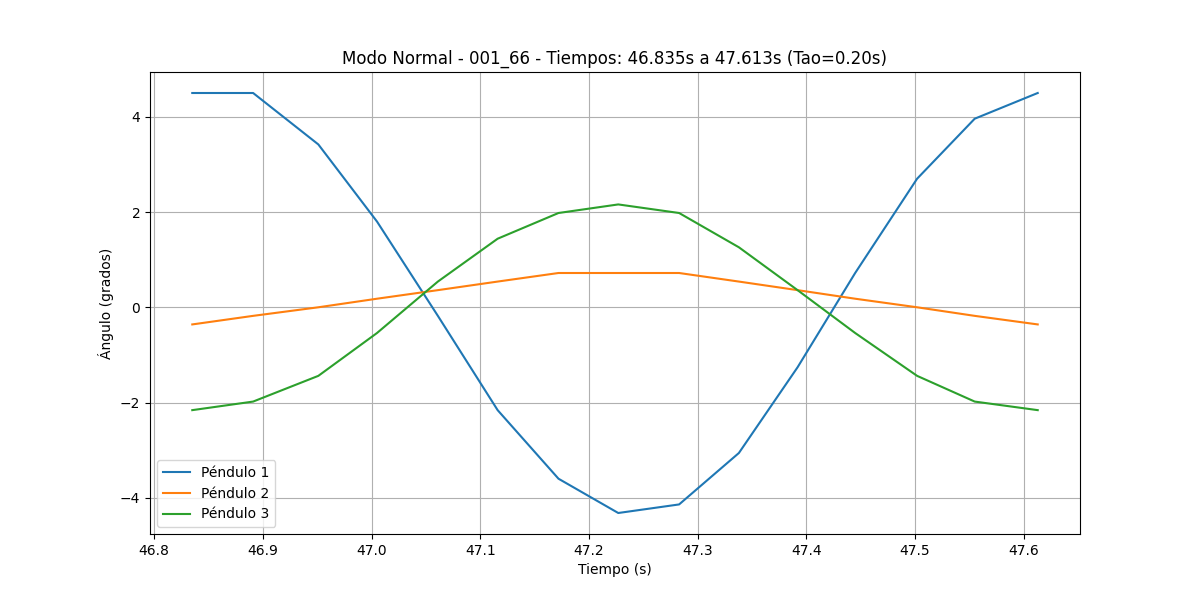 Modo Normal - 001_66 - Tiempos: 46.835s a 47.613s (Tao=0.20s)
Ángulo (grados)
4
2
0
−2
−4
Péndulo 1
Péndulo 2
Péndulo 3
46.8 46.9 47.0 47.1 47.2 47.3 47.4 47.5 47.6
Tiempo (s)